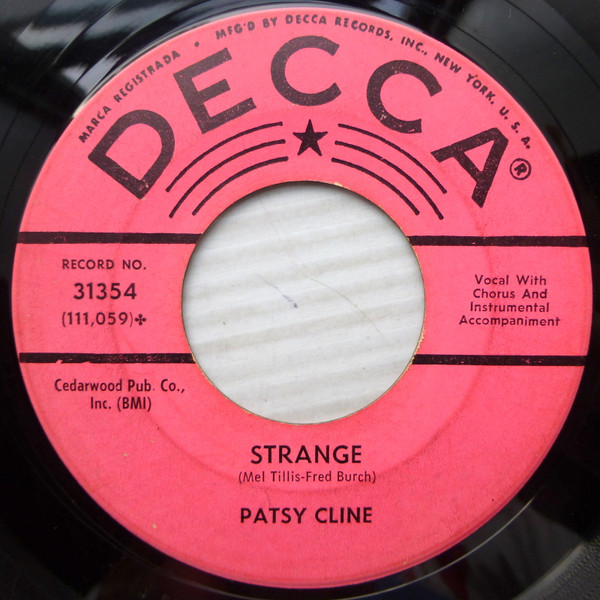 MARCA REGISTRADA • MFG'D BY DECCA RECORDS, INC., NEW YORK, U. S. A.
DECCA®
RECORD NO.
31354
(111,059)✤
Vocal With
Chorus And
Instrumental
Accompaniment
Cedarwood Pub. Co.,
Inc. (BMI)
STRANGE
(Mel Tillis-Fred Burch)
PATSY CLINE